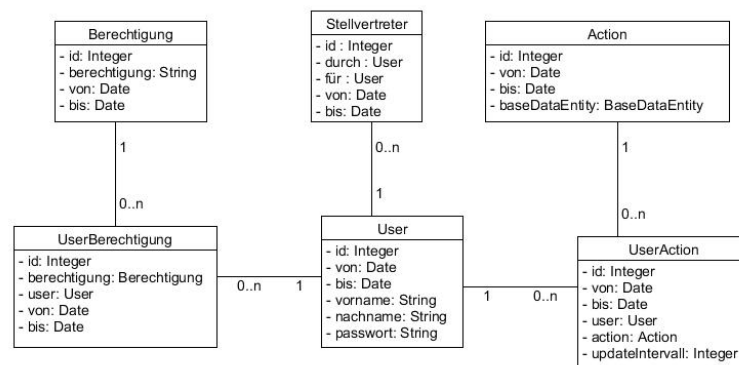 Berechtigung
- id: Integer
- berechtigung: String
- von: Date
- bis: Date
Stellvertreter
- id : Integer
- durch : User
- für : User
- von: Date
- bis: Date
Action
- id: Integer
- von: Date
- bis: Date
- baseDataEntity: BaseDataEntity
1
0..n
0..n
1
1
0..n
UserBerechtigung
- id: Integer
- berechtigung: Berechtigung
- user: User
- von: Date
- bis: Date
0..n
1
User
- id: Integer
- von: Date
- bis: Date
- vorname: String
- nachname: String
- passwort: String
1
0..n
UserAction
- id: Integer
- von: Date
- bis: Date
- user: User
- action: Action
- updateIntervall: Integer